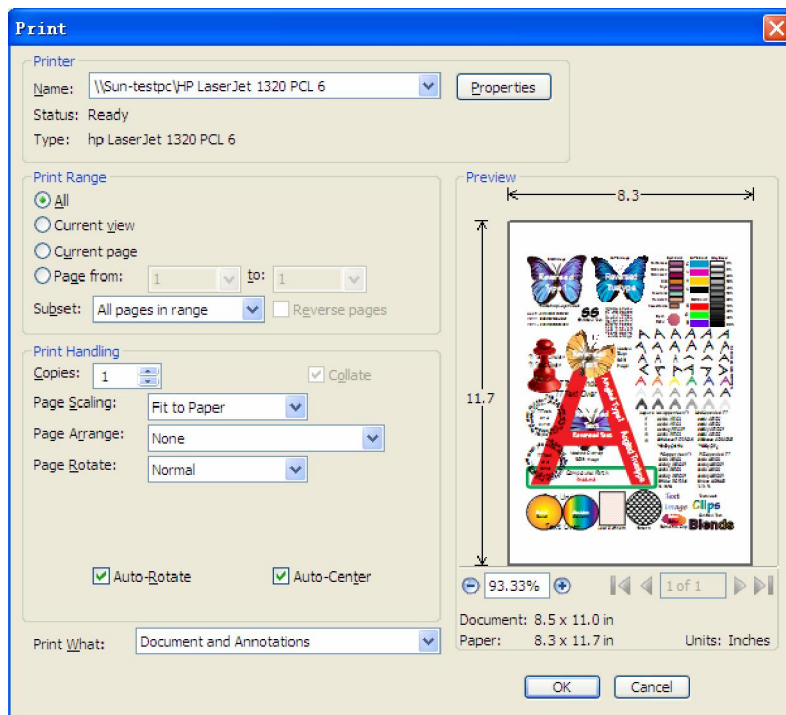 Print
Printer
Name: \\Sun-testpc\HP LaserJet 1320 PCL 6 Properties
Status: Ready
Type: hp LaserJet 1320 PCL 6
Print Range
All
Current view
Current page
Page from: 1 to: 1
Subset: All pages in range Reverse pages
Print Handling
Copies: 1 Collate
Page Scaling: Fit to Paper
Page Arrange: None
Page Rotate: Normal
Auto-Rotate Auto-Center
Print What: Document and Annotations
Preview
8.3
11.7
Reversed
Reversed
SS
Angled Type!
Text
Image Clips
Blends
93.33% 1 of 1
Document: 8.5 x 11.0 in
Paper: 8.3 x 11.7 in Units: Inches
OK Cancel